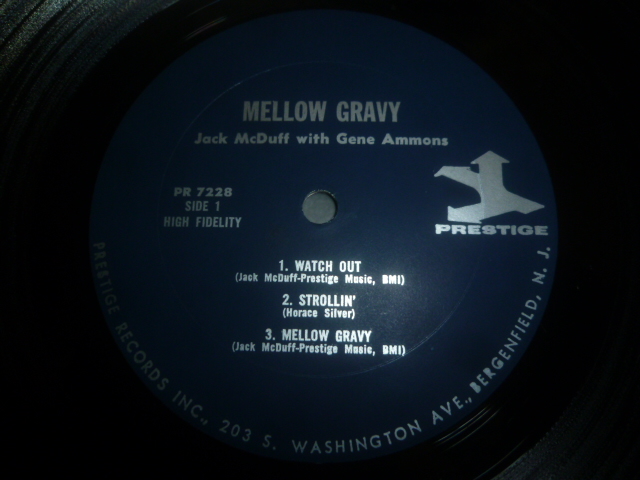 MELLOW GRAVY
Jack McDuff with Gene Ammons
PR 7228
SIDE 1
HIGH FIDELITY
PRESTIGE
1. WATCH OUT
(Jack McDuff-Prestige Music, BMI)
2. STROLLIN'
(Horace Silver)
3. MELLOW GRAVY
(Jack McDuff-Prestige Music, BMI)
PRESTIGE RECORDS INC., 203 S. WASHINGTON AVE., BERGENFIELD, N. J.